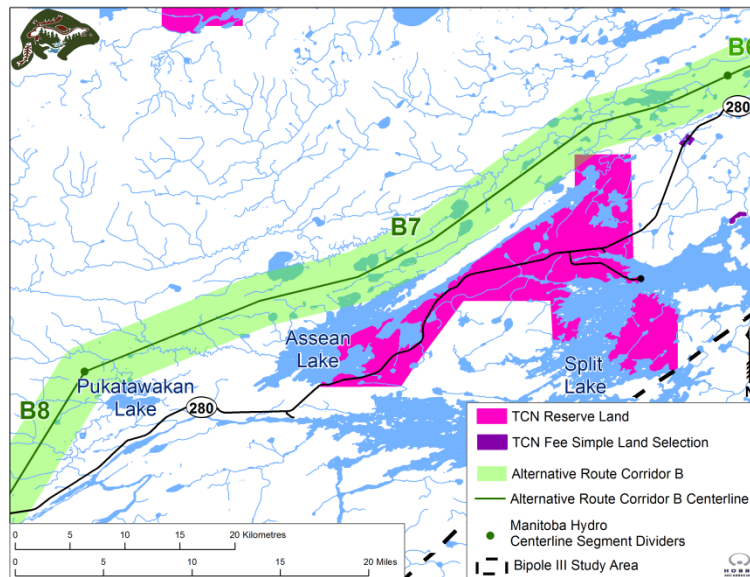 B6
280
B7
Assean
Lake
Pukatawakan
Lake
Split
Lake
B8
280
N
TCN Reserve Land
TCN Fee Simple Land Selection
Alternative Route Corridor B
Alternative Route Corridor B Centerline
Manitoba Hydro
Centerline Segment Dividers
Bipole III Study Area
0 5 10 15 20 Kilometres
0 5 10 15 20 Miles